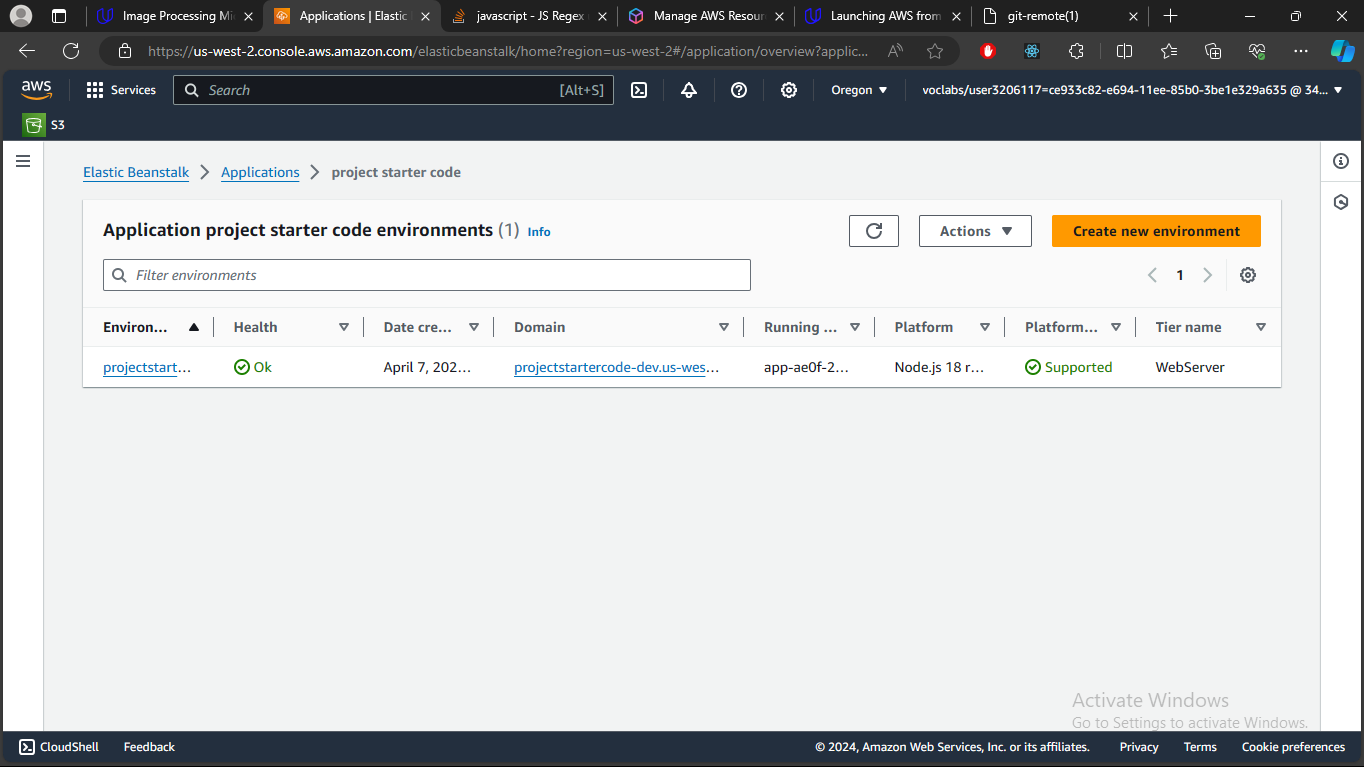 Image Processing Mi
Applications | Elastic
javascript - JS Regex
Manage AWS Resour
Launching AWS from
git-remote(1)
https://us-west-2.console.aws.amazon.com/elasticbeanstalk/home?region=us-west-2#/application/overview?applic...
aws
Services
Search
[Alt+S]
Oregon
voclabs/user3206117=ce933c82-e694-11ee-85b0-3be1e329a635 @ 34...
S3
Elastic Beanstalk
Applications
project starter code
Application project starter code environments (1) Info
Actions
Create new environment
Filter environments
1
Environ...
Health
Date cre...
Domain
Running ...
Platform
Platform...
Tier name
projectstart...
Ok
April 7, 202...
projectstartercode-dev.us-wes...
app-ae0f-2...
Node.js 18 r...
Supported
WebServer
Activate Windows
Go to Settings to activate Windows.
CloudShell
Feedback
© 2024, Amazon Web Services, Inc. or its affiliates.
Privacy
Terms
Cookie preferences